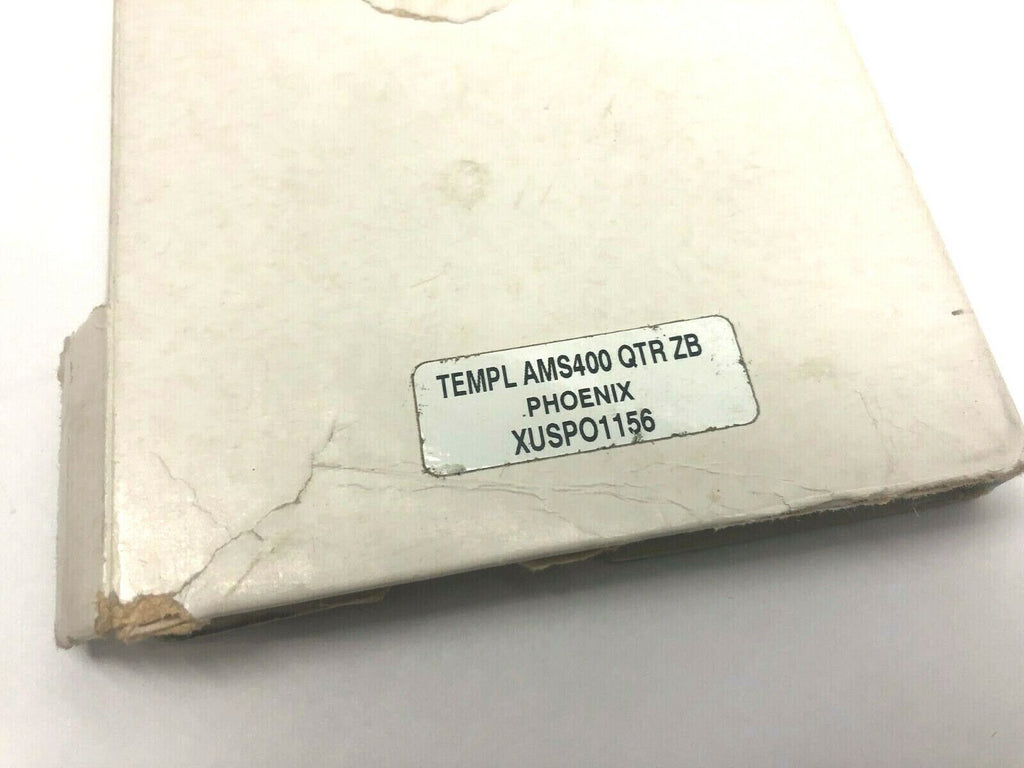 TEMPL AMS400 QTR ZB
PHOENIX
XUSPO1156